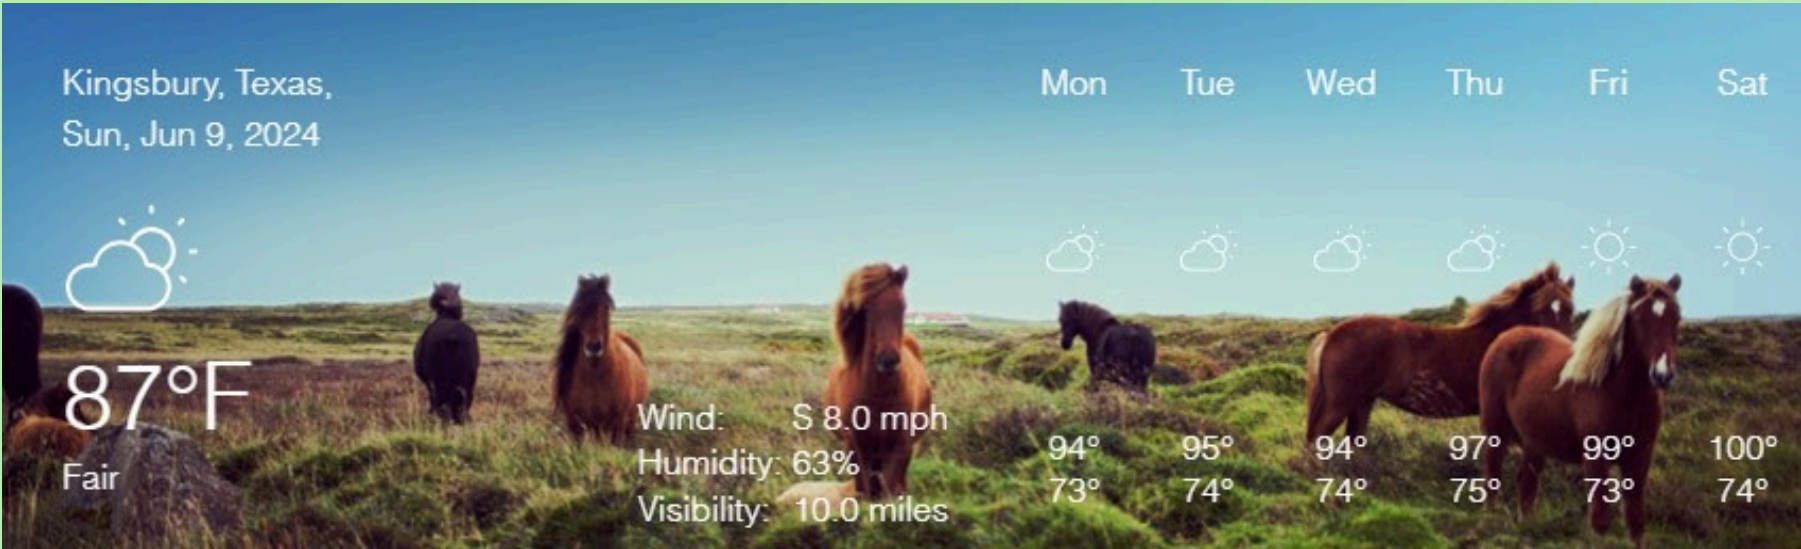 Kingsbury, Texas,
Sun, Jun 9, 2024
87°F
Fair
Wind: S 8.0 mph
Humidity: 63%
Visibility: 10.0 miles
Mon Tue Wed Thu Fri Sat
94° 95° 94° 97° 99° 100°
73° 74° 74° 75° 73° 74°